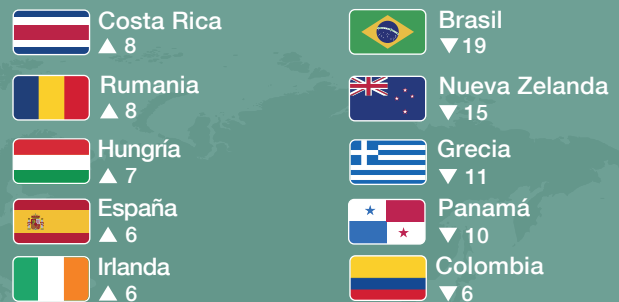 Costa Rica
▲ 8
Rumania
▲ 8
Hungría
▲ 7
España
▲ 6
Irlanda
▲ 6
Brasil
▼19
Nueva Zelanda
▼ 15
Grecia
▼ 11
Panamá
▼ 10
Colombia
▼6